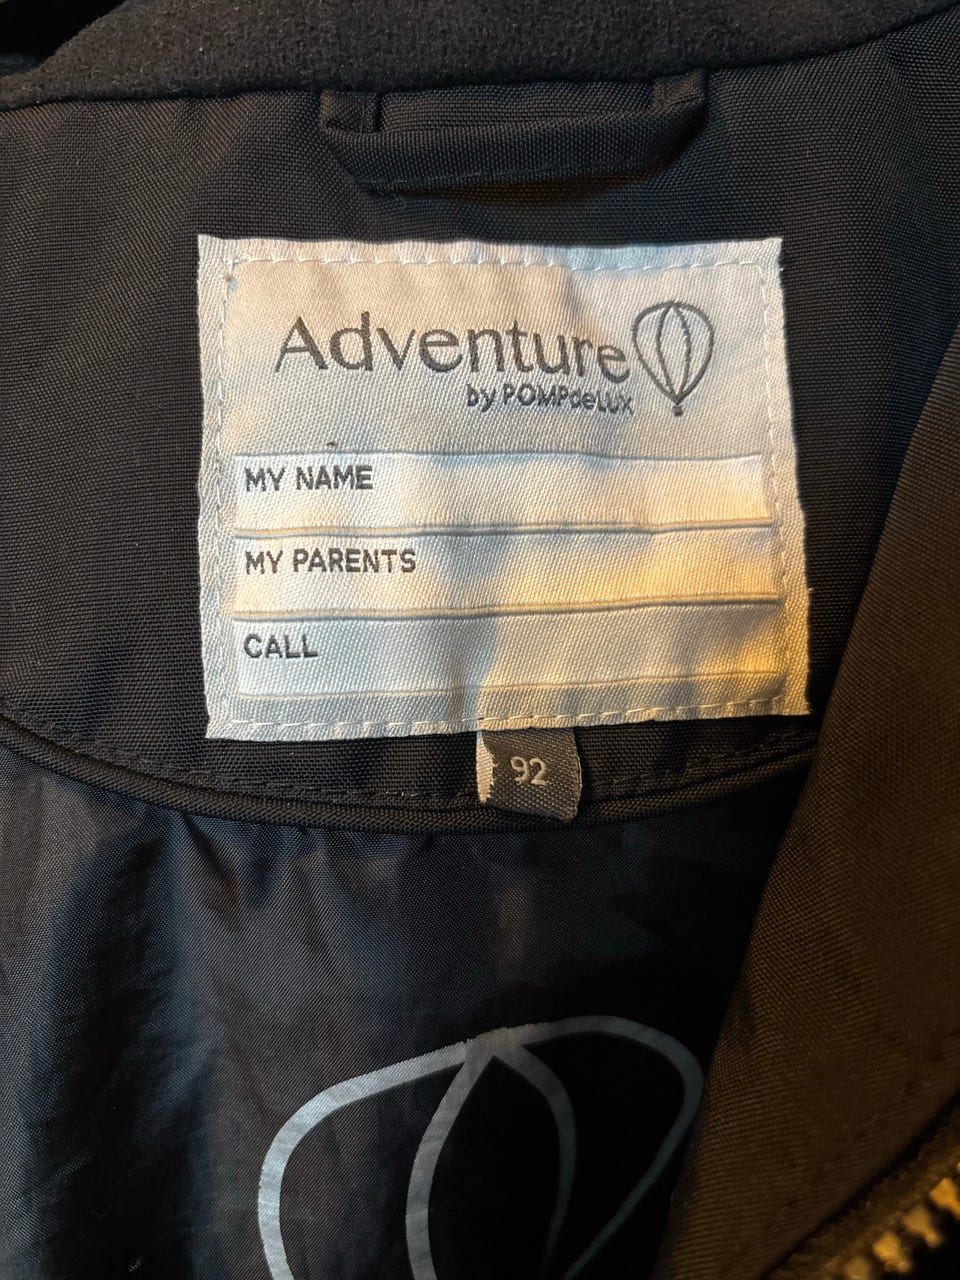 Adventure
by POMPdeLUX
MY NAME
MY PARENTS
CALL
92